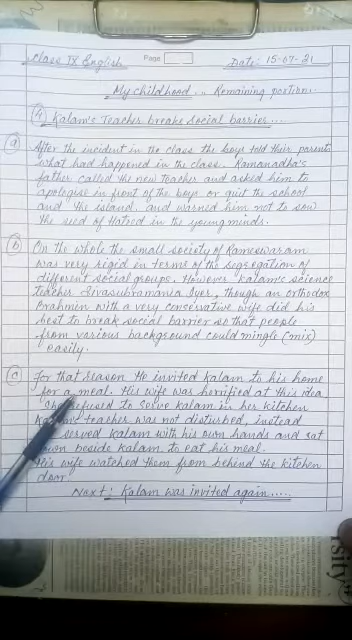 Class IX English
Page
Date: 15-07-21
My childhood... Remaining portion.
(4) Kalam's Teacher breaks Social barrier.....
(a) After the incident in the class the boys told their parents
what had happened in the class. Ramanadha's
father called the new teacher and asked him to
apologise in front of the boys or quit the school
and the island. and warned him not to sow
the seed of Hatred in the young minds.
(b) On the whole the small society of Rameswaram
was very rigid in terms of the segregation of
different social groups. However Kalam's science
teacher Sivasubramania Iyer, though an orthodox
Brahmin with a very conservative wife did his
best to break social barrier so that people
from various background could mingle (mix)
easily.
(c) For that reason He invited Kalam to his home
for a meal. His wife was horrified at this idea
She refused to serve Kalam in her kitchen
teacher was not disturbed, instead
served Kalam with his own hands and sat
down beside Kalam to eat his meal.
His wife watched them from behind the kitchen
door
Next: Kalam was invited again.....